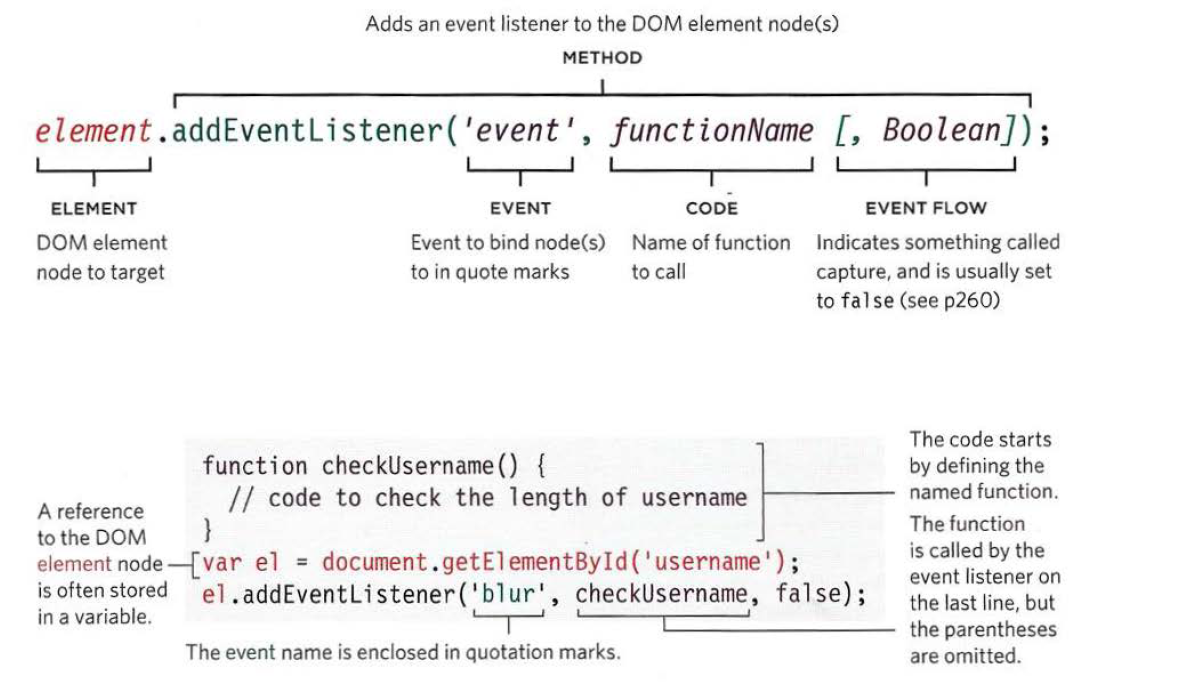 Adds an event listener to the DOM element node(s)
METHOD
element.addEventListener('event', functionName [, Boolean]);
ELEMENT
DOM element
node to target
EVENT
Event to bind node(s)
to in quote marks
CODE
Name of function
to call
EVENT FLOW
Indicates something called
capture, and is usually set
to false (see p260)
function checkUsername() {
// code to check the length of username
}
var el = document.getElementById('username');
el.addEventListener('blur', checkUsername, false);
A reference
to the DOM
element node
is often stored
in a variable.
The event name is enclosed in quotation marks.
The code starts
by defining the
named function.
The function
is called by the
event listener on
the last line, but
the parentheses
are omitted.